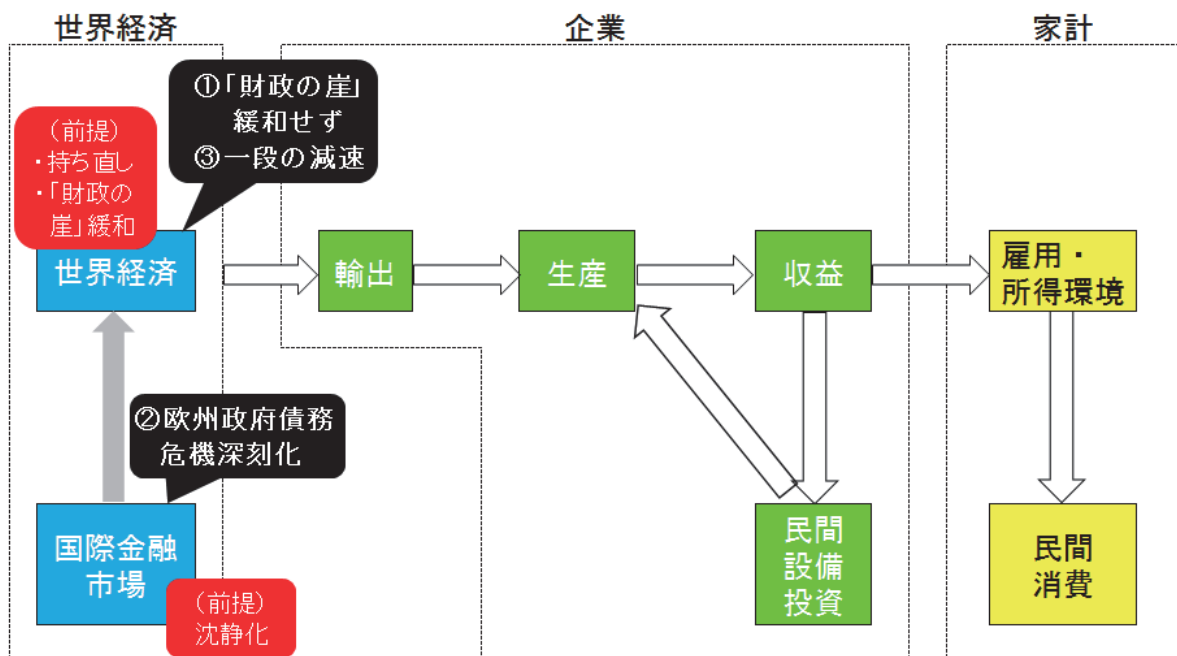 世界経済
企業
家計
①「財政の崖」
緩和せず
③一段の減速
(前提)
・持ち直し
・「財政の
崖」緩和
世界経済
輸出
生産
収益
雇用・
所得環境
②欧州政府債務
危機深刻化
国際金融
市場
(前提)
沈静化
民間
設備
投資
民間
消費